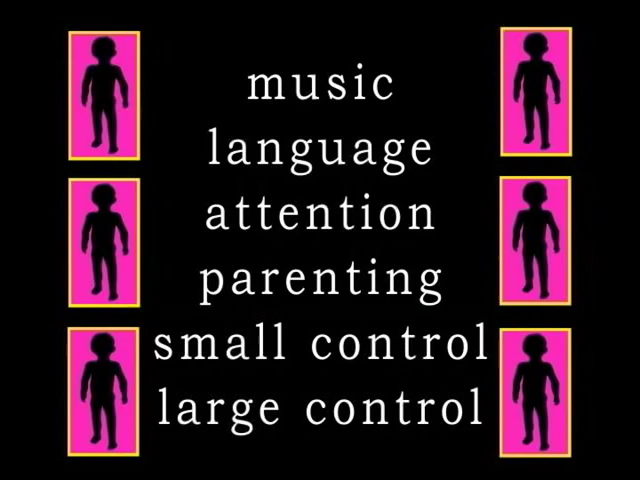 music
language
attention
parenting
small control
large control